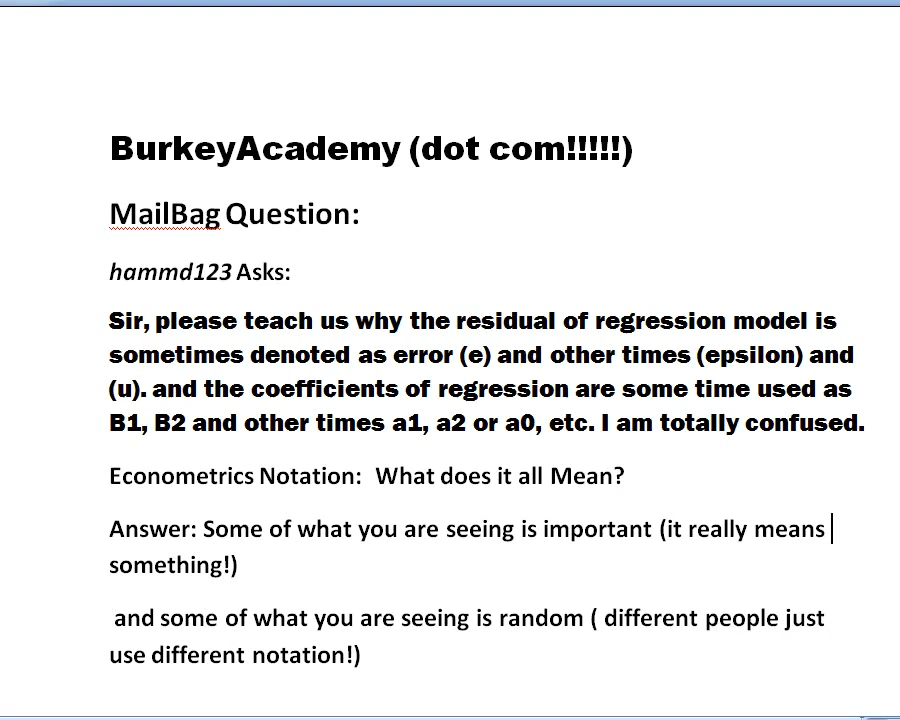 BurkeyAcademy (dot com!!!!!)
MailBag Question:
hammd123 Asks:
Sir, please teach us why the residual of regression model is
sometimes denoted as error (e) and other times (epsilon) and
(u). and the coefficients of regression are some time used as
B1, B2 and other times a1, a2 or a0, etc. I am totally confused.
Econometrics Notation:  What does it all Mean?
Answer: Some of what you are seeing is important (it really means
something!)
and some of what you are seeing is random ( different people just
use different notation!)